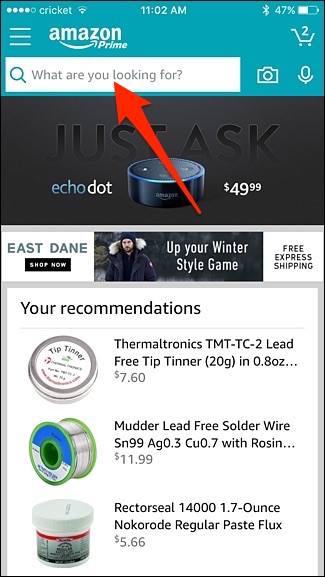 cricket 11:02 AM 47%
amazon 2
Prime
What are you looking for?
JUST ASK
echo dot $4999
EAST DANE
SHOP NOW
Up your Winter
Style Game
FREE
EXPRESS
SHIPPING
Your recommendations
Tip Tinner
Thermaltronics TMT-TC-2 Lead
Free Tip Tinner (20g) in 0.8oz...
$7.60
Mudder Lead Free Solder Wire
Sn99 Ag0.3 Cu0.7 with Rosin...
$11.99
Rectorseal 14000 1.7-Ounce
Nokorode Regular Paste Flux
$5.66